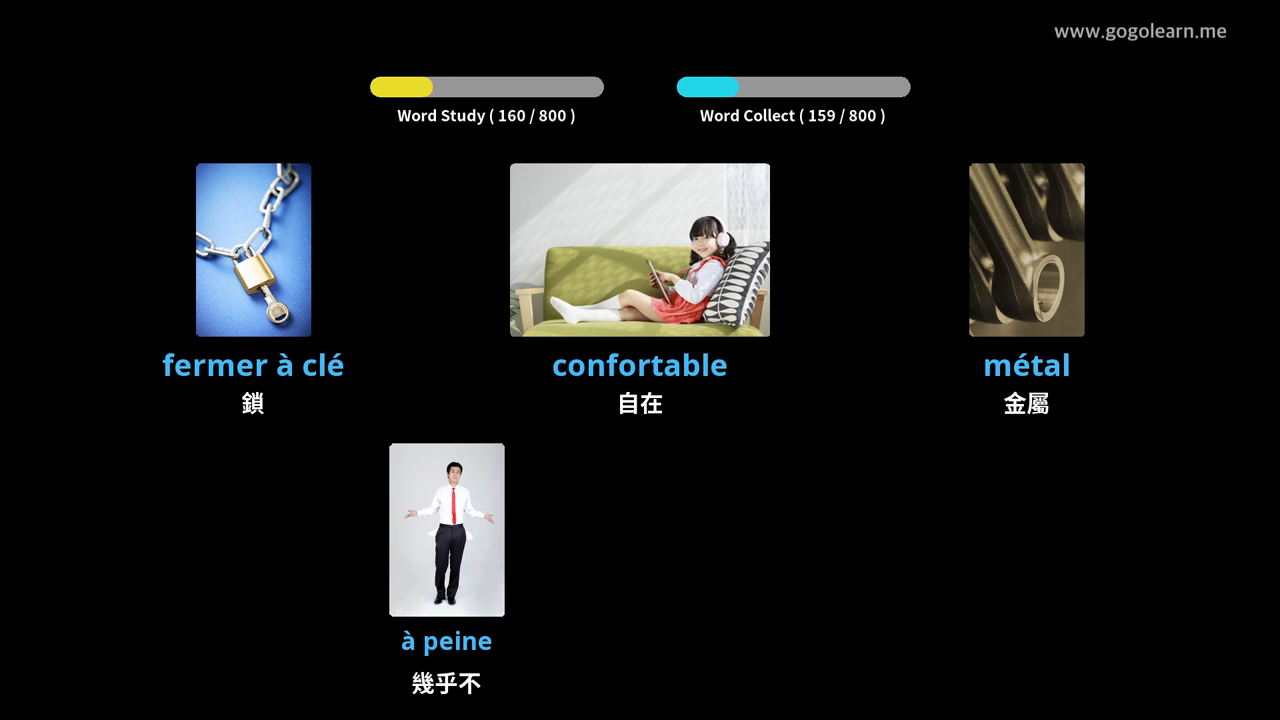 www.gogolearn.me
Word Study ( 160 / 800 )
Word Collect ( 159 / 800 )
fermer à clé
鎖
confortable
自在
métal
金屬
à peine
幾乎不